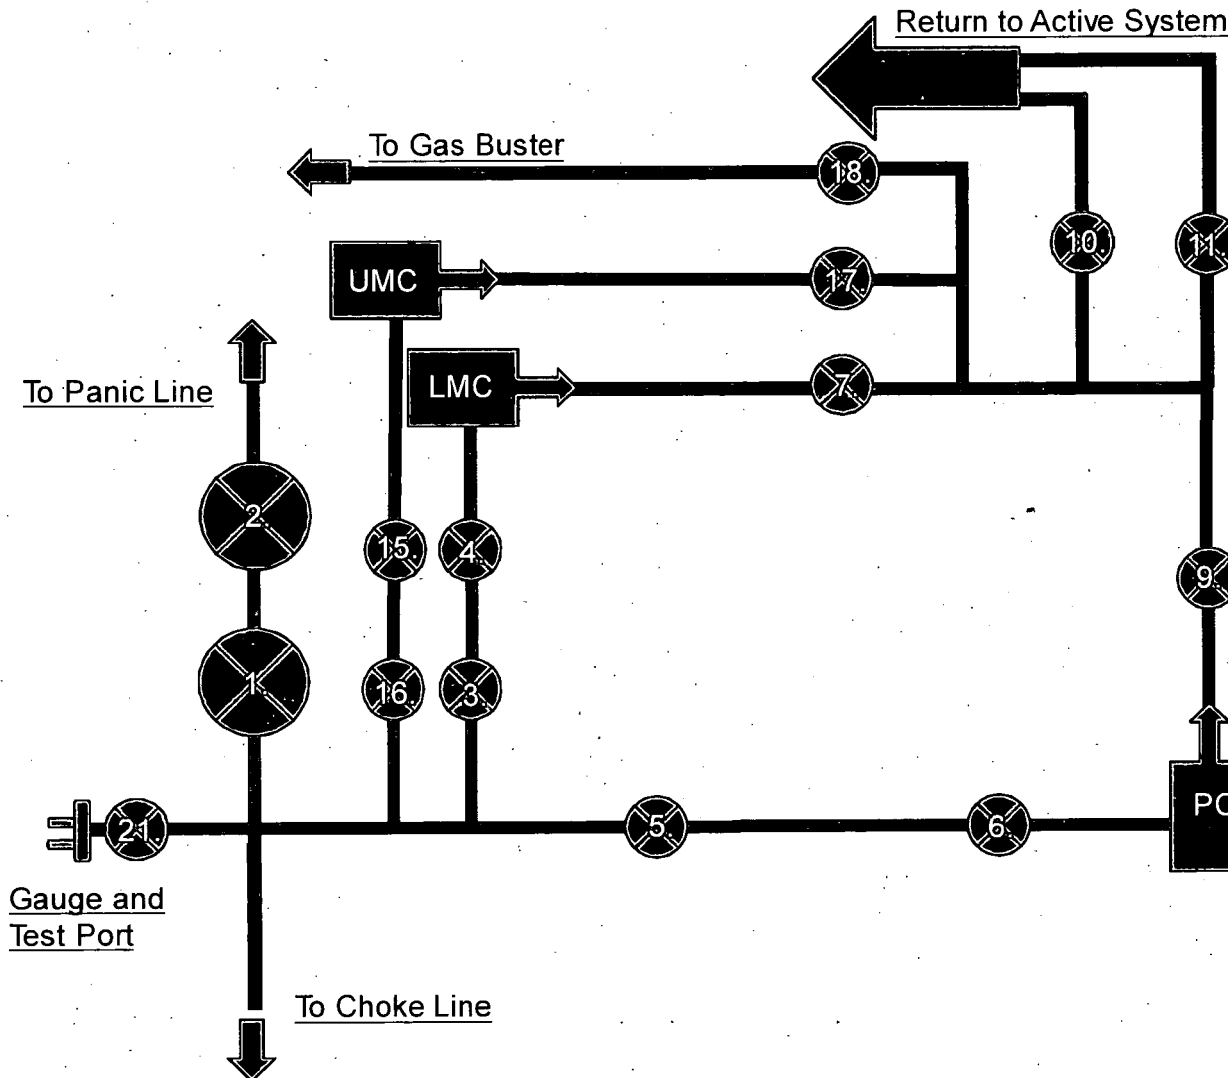 Return to Active System
To Gas Buster
18.
10.
11.
UMC
17.
To Panic Line
LMC
7.
2.
15.
4.
9.
1.
16.
3.
PC
21.
5.
6.
Gauge and
Test Port
To Choke Line